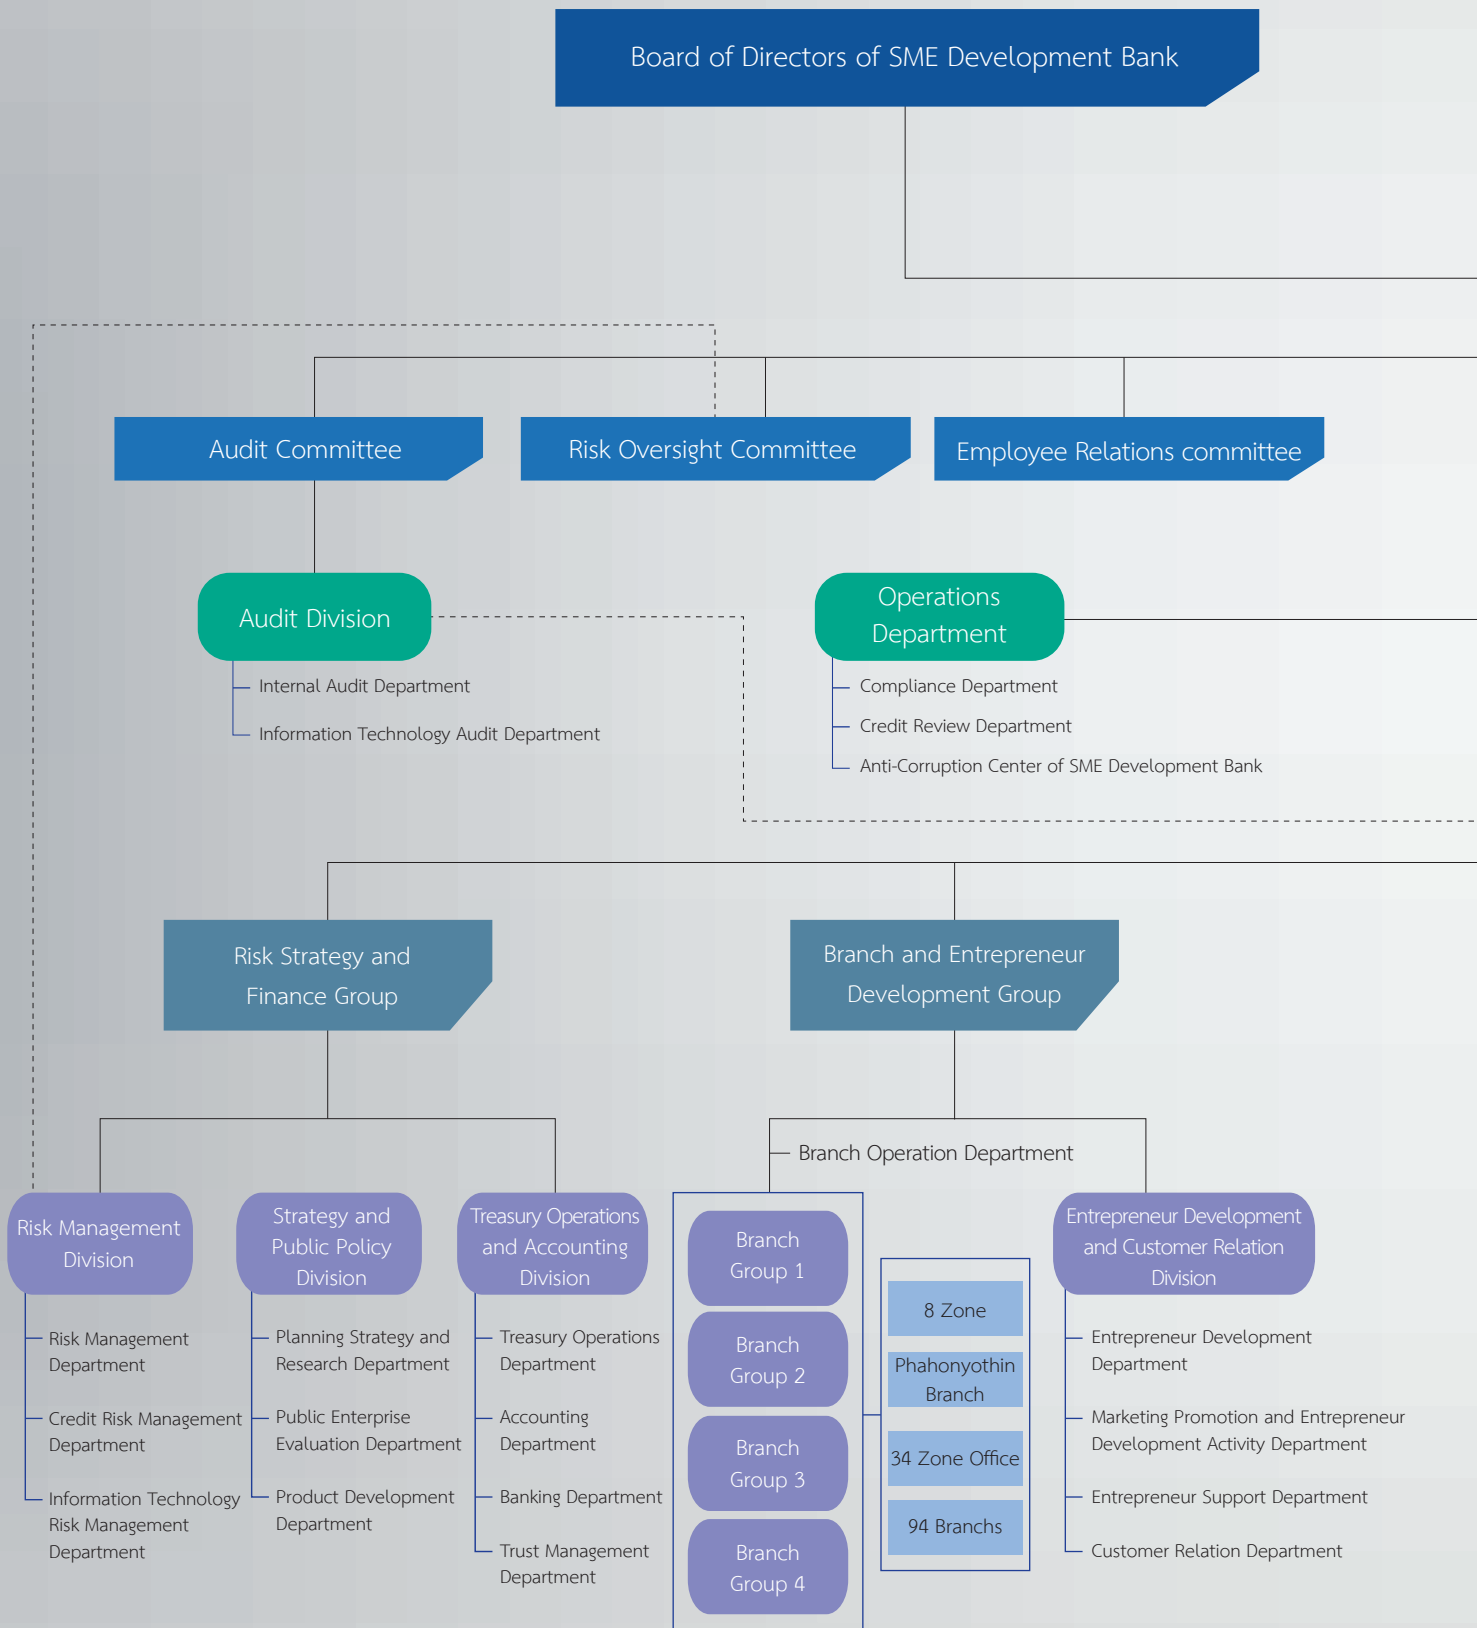 Board of Directors of SME Development Bank
Audit Committee
Risk Oversight Committee
Employee Relations committee
Audit Division
Internal Audit Department
Information Technology Audit Department
Operations
Department
Compliance Department
Credit Review Department
Anti-Corruption Center of SME Development Bank
Risk Strategy and
Finance Group
Branch and Entrepreneur
Development Group
Risk Management
Division
Risk Management
Department
Credit Risk Management
Department
Information Technology
Risk Management
Department
Strategy and
Public Policy
Division
Planning Strategy and
Research Department
Public Enterprise
Evaluation Department
Product Development
Department
Treasury Operations
and Accounting
Division
Treasury Operations
Department
Accounting
Department
Banking Department
Trust Management
Department
Branch Operation Department
Branch
Group 1
Branch
Group 2
Branch
Group 3
Branch
Group 4
8 Zone
Phahonyothin
Branch
34 Zone Office
94 Branchs
Entrepreneur Development
and Customer Relation
Division
Entrepreneur Development
Department
Marketing Promotion and Entrepreneur
Development Activity Department
Entrepreneur Support Department
Customer Relation Department